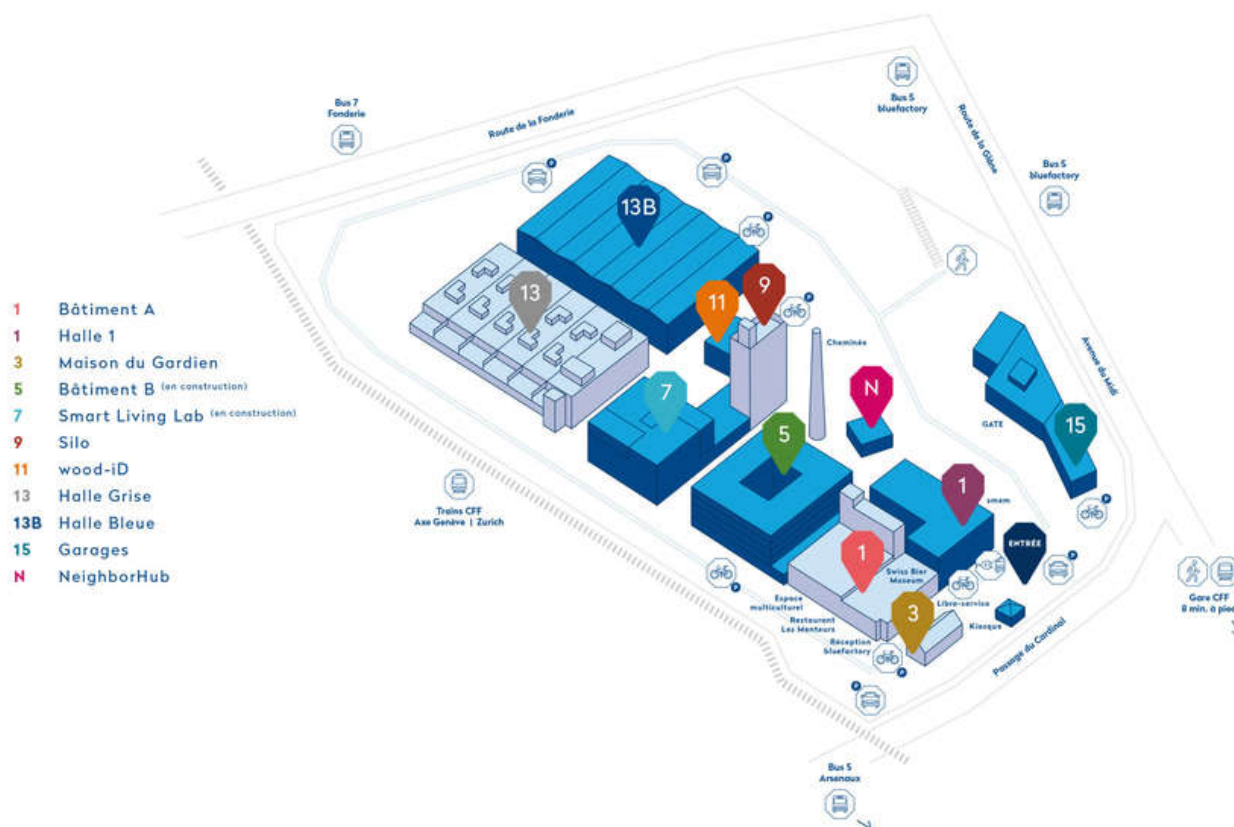 Bus 7
Fonderie
Route de la Fonderie
Bus 5
bluefactory
Route de la Glâne
Bus 5
bluefactory
P
P
13B
P
9
P
11
13
Cheminée
Avenue du Midi
N
GATE
15
7
5
1
smem
P
Trains CFF
Axe Genève | Zurich
ENTRÉE
P
1
Swiss Bier
Museum
P
Espace
multiculturel
Libre-service
3
Kiosque
Restaurant
Les Menteurs
Réception
bluefactory
P
P
Passage du Cardinal
Gare CFF
8 min. à pied
Bus 5
Arsenaux
1 Bâtiment A
1 Halle 1
3 Maison du Gardien
5 Bâtiment B (en construction)
7 Smart Living Lab (en construction)
9 Silo
11 wood-iD
13 Halle Grise
13B Halle Bleue
15 Garages
N NeighborHub